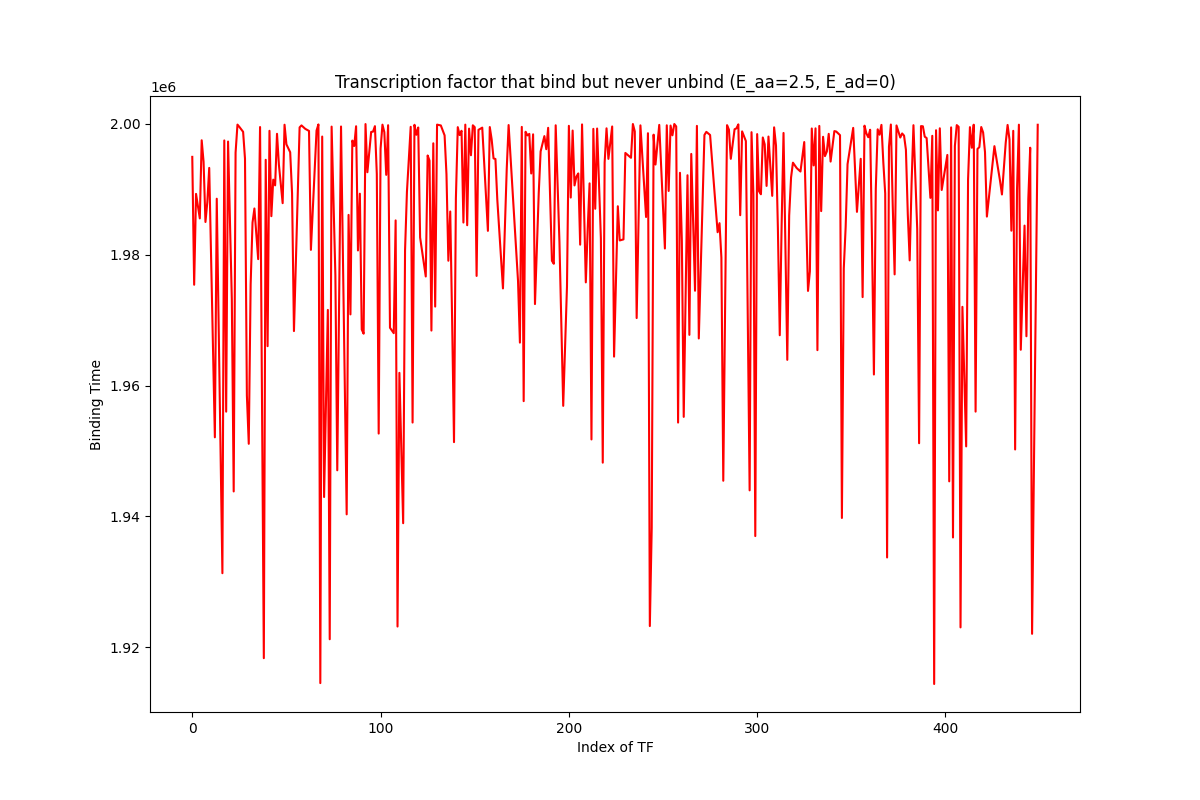 Transcription factor that bind but never unbind (E_aa=2.5, E_ad=0)
1e6
2.00
1.98
1.96
1.94
1.92
Binding Time
0 100 200 300 400
Index of TF